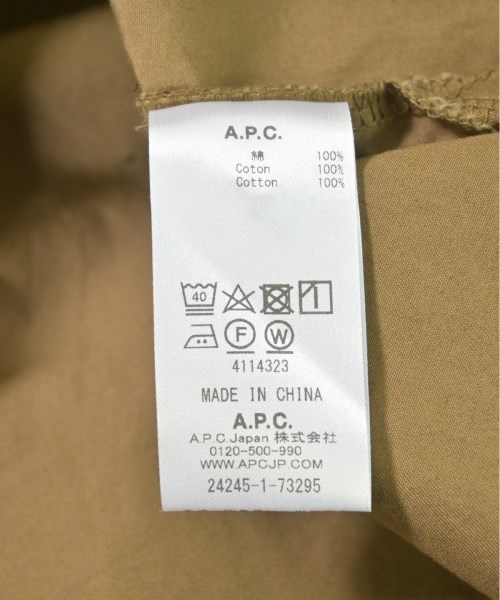 A.P.C.
綿 100%
Coton 100%
Cotton 100%
40
F W
4114323
MADE IN CHINA
A.P.C.
A.P.C.Japan 株式会社
0120-500-990
WWW.APCJP.COM
24245-1-73295